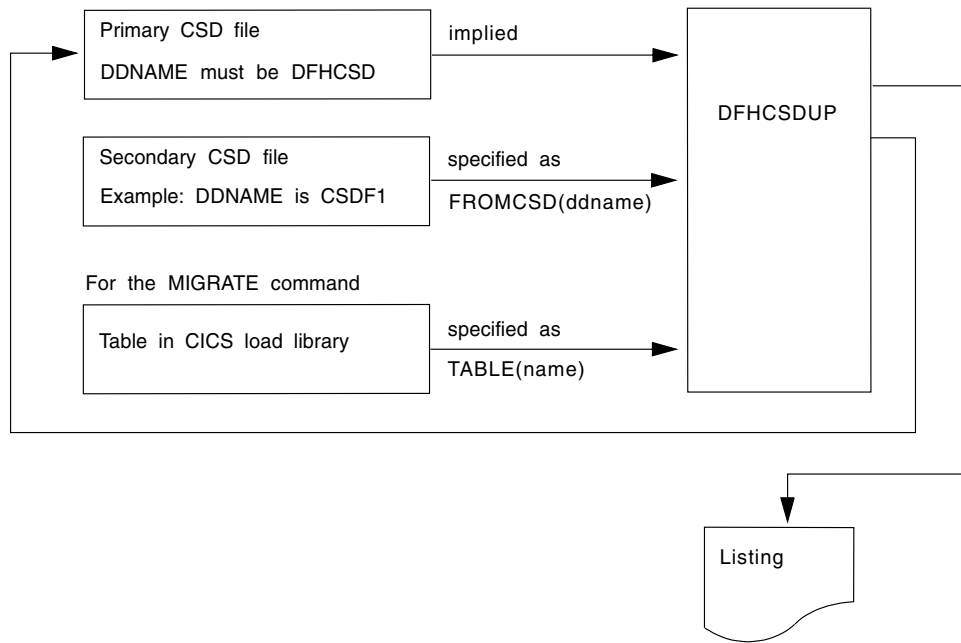 Primary CSD file
DDNAME must be DFHCSD
implied
DFHCSDUP
Secondary CSD file
Example: DDNAME is CSDF1
specified as
FROMCSD(ddname)
For the MIGRATE command
Table in CICS load library
specified as
TABLE(name)
Listing